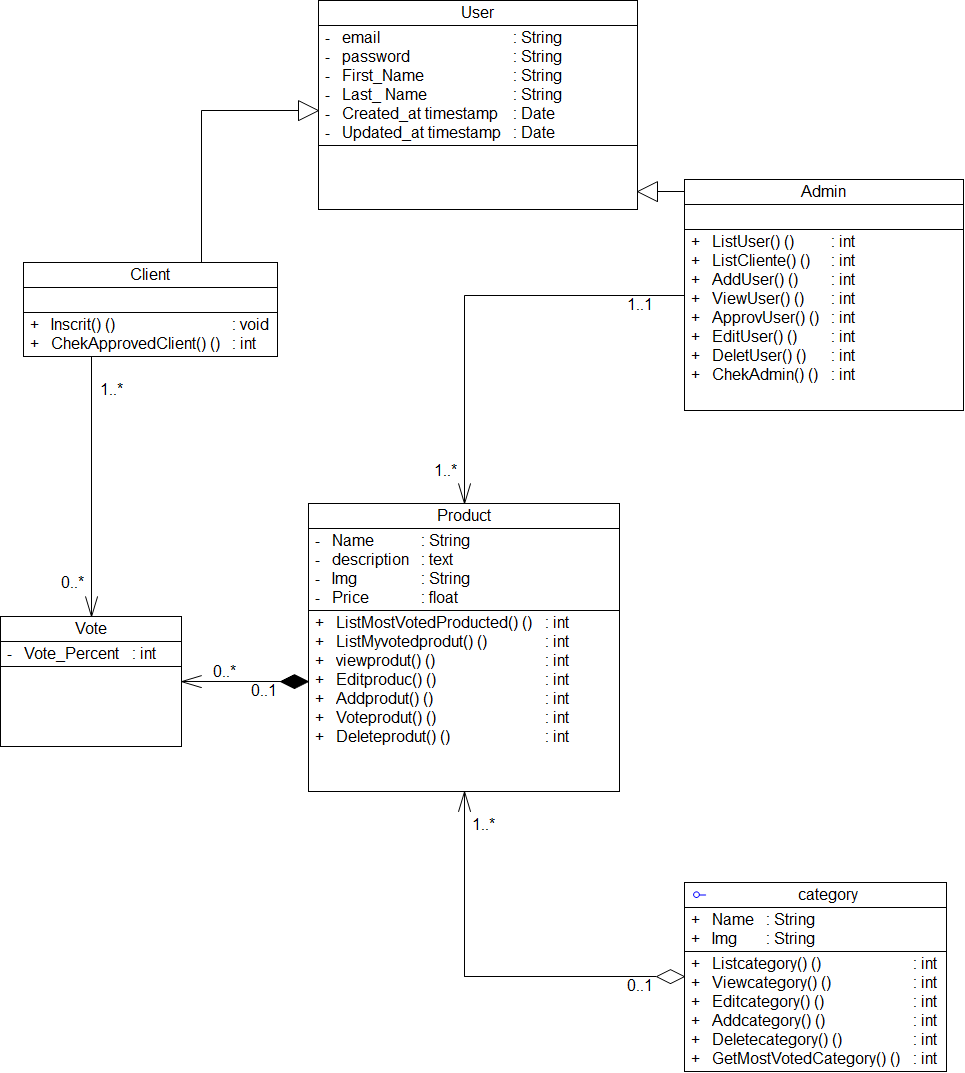 User
- email : String
- password : String
- First_Name : String
- Last_ Name : String
- Created_at timestamp : Date
- Updated_at timestamp : Date
Admin
+ ListUser() () : int
+ ListCliente() () : int
+ AddUser() () : int
+ ViewUser() () : int
+ ApprovUser() () : int
+ EditUser() () : int
+ DeletUser() () : int
+ ChekAdmin() () : int
Client
+ Inscrit() () : void
+ ChekApprovedClient() () : int
1..1
1..*
1..*
Product
- Name : String
- description : text
- Img : String
- Price : float
+ ListMostVotedProducted() () : int
+ ListMyvotedprodut() () : int
+ viewprodut() () : int
+ Editproduc() () : int
+ Addprodut() () : int
+ Voteprodut() () : int
+ Deleteprodut() () : int
0..*
Vote
- Vote_Percent : int
0..*
0..1
1..*
category
+ Name : String
+ Img : String
+ Listcategory() () : int
+ Viewcategory() () : int
+ Editcategory() () : int
+ Addcategory() () : int
+ Deletecategory() () : int
+ GetMostVotedCategory() () : int
0..1